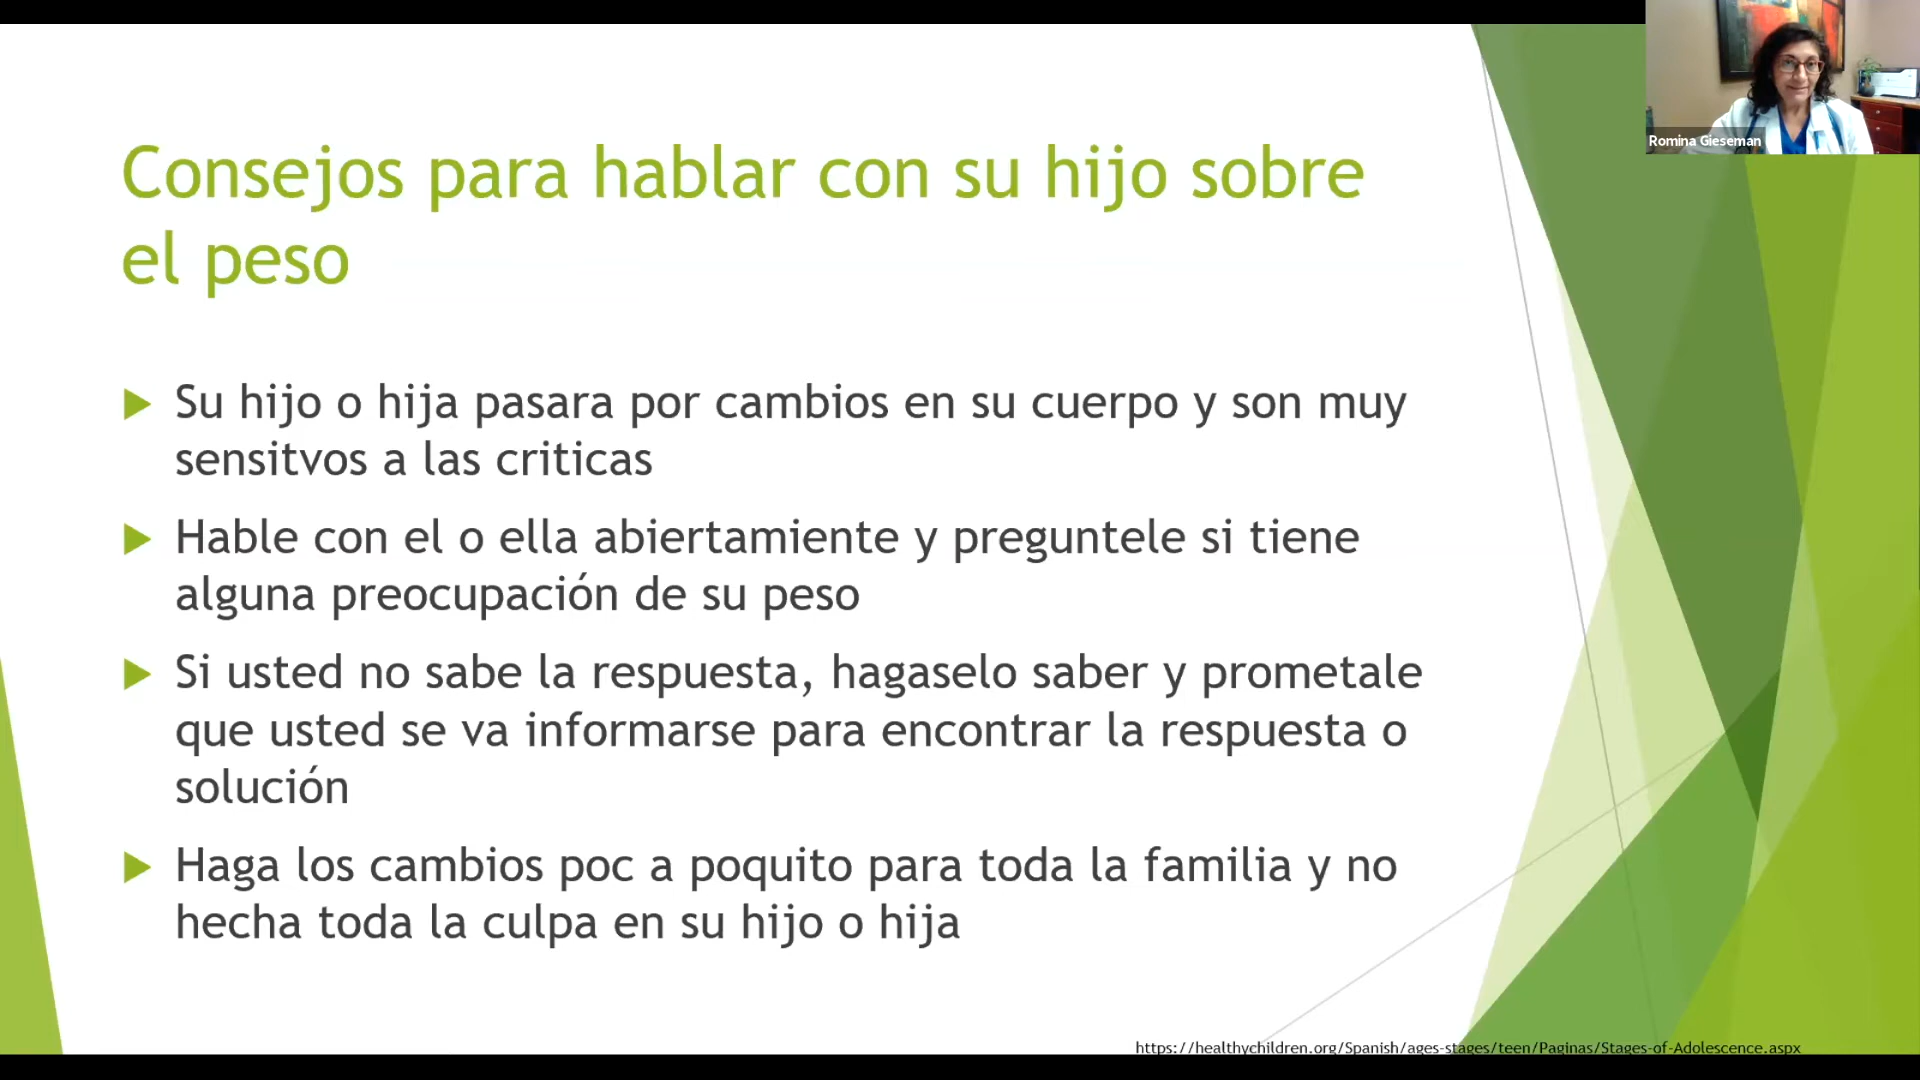 Romina Gieseman
Consejos para hablar con su hijo sobre
el peso
Su hijo o hija pasara por cambios en su cuerpo y son muy
sensitvos a las criticas
Hable con el o ella abiertamiente y preguntele si tiene
alguna preocupación de su peso
Si usted no sabe la respuesta, hagaselo saber y prometale
que usted se va informarse para encontrar la respuesta o
solución
Haga los cambios poc a poquito para toda la familia y no
hecha toda la culpa en su hijo o hija
https://healthychildren.org/Spanish/ages-stages/teen/Paginas/Stages-of-Adolescence.aspx